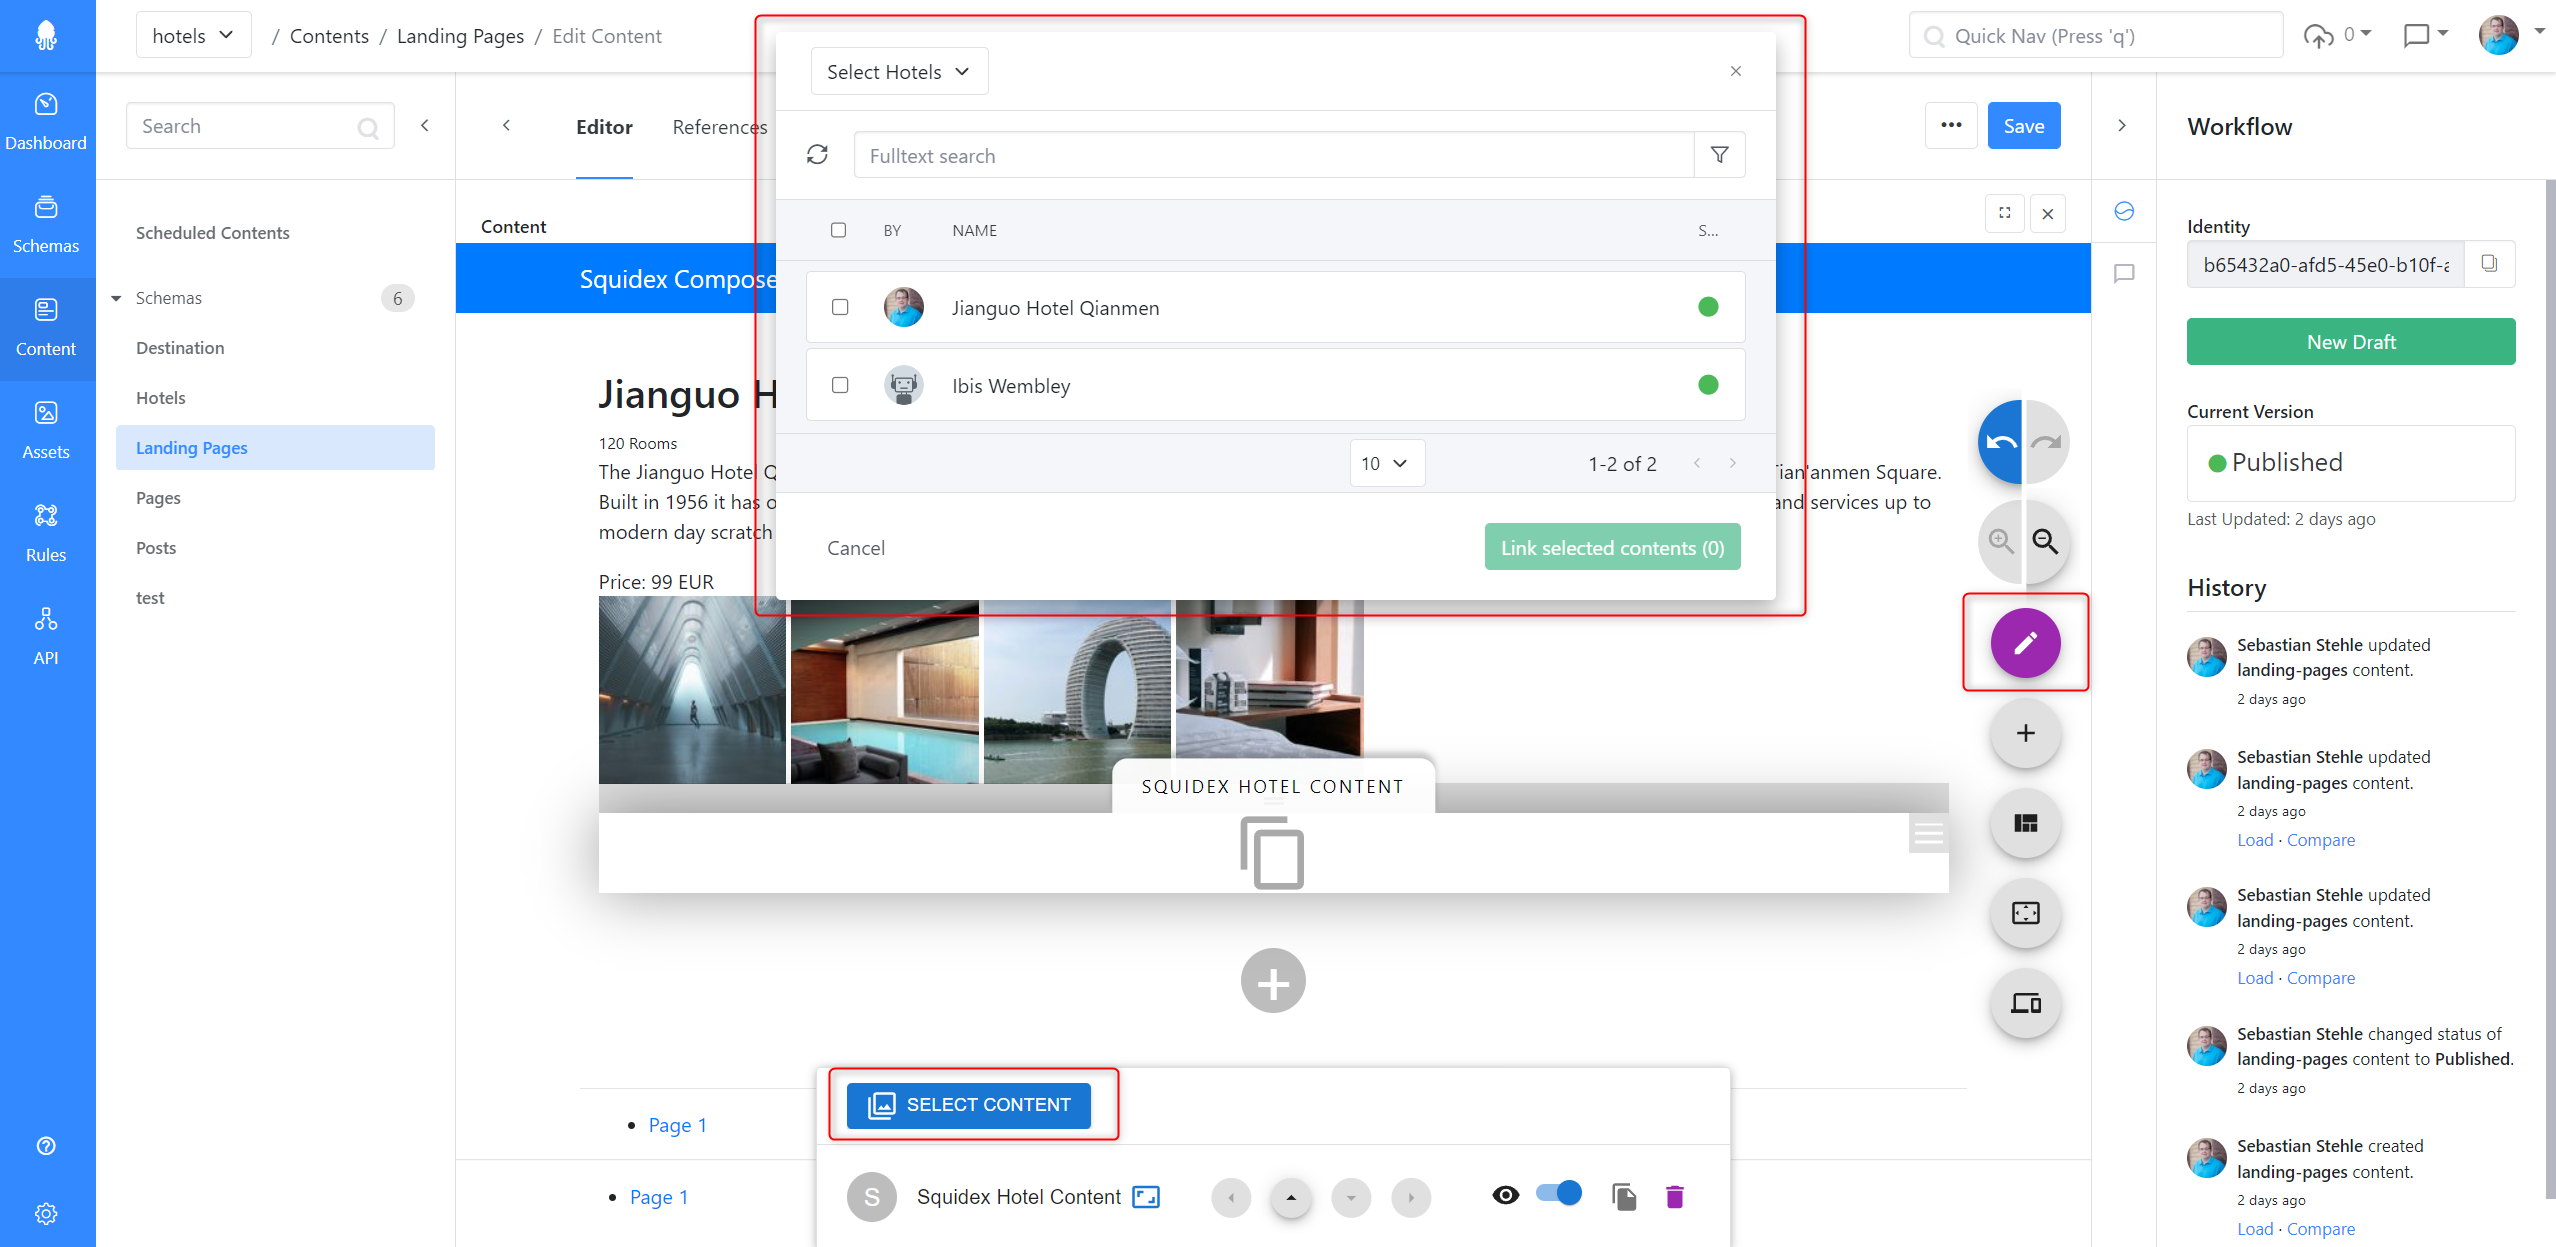 hotels / Contents / Landing Pages / Edit Content
Quick Nav (Press 'q')
0
Dashboard
Schemas
Content
Assets
Rules
API
Search
Scheduled Contents
Schemas 6
Destination
Hotels
Landing Pages
Pages
Posts
test
Editor References
Save
Content
Squidex Compose
Jianguo H
120 Rooms
The Jianguo Hotel Q
Tian'anmen Square.
Built in 1956 it has o
and services up to
modern day scratch
Price: 99 EUR
Select Hotels
Fulltext search
BY NAME S...
Jianguo Hotel Qianmen
Ibis Wembley
10 1-2 of 2
Cancel Link selected contents (0)
SQUIDEX HOTEL CONTENT
Page 1
Page 1
SELECT CONTENT
S Squidex Hotel Content
Workflow
Identity
b65432a0-afd5-45e0-b10f-a
New Draft
Current Version
Published
Last Updated: 2 days ago
History
Sebastian Stehle updated
landing-pages content.
2 days ago
Sebastian Stehle updated
landing-pages content.
2 days ago
Load · Compare
Sebastian Stehle updated
landing-pages content.
2 days ago
Load · Compare
Sebastian Stehle changed status of
landing-pages content to Published.
2 days ago
Sebastian Stehle created
landing-pages content.
2 days ago
Load · Compare